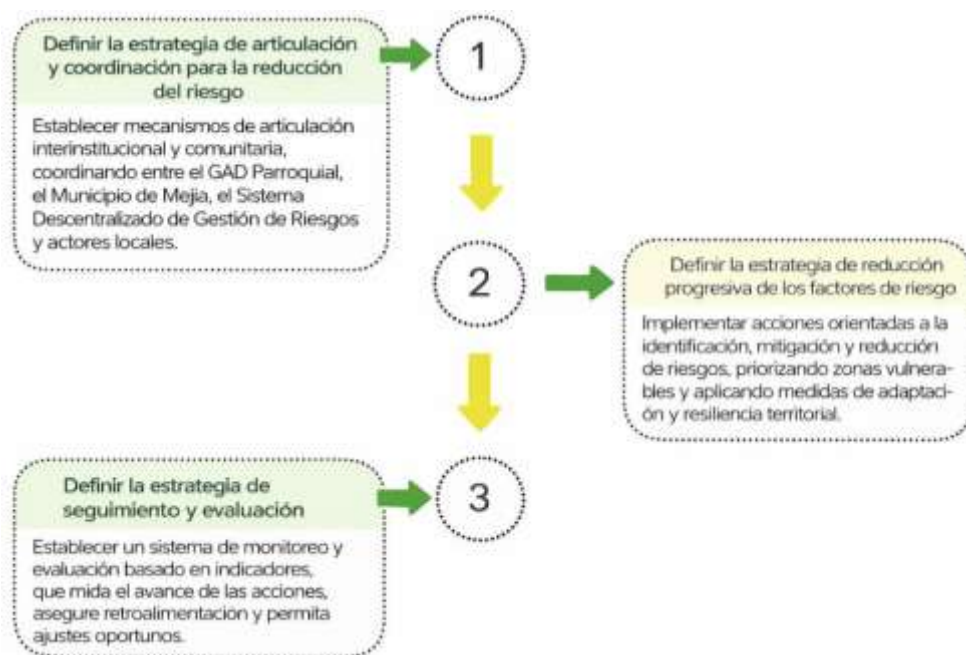 Definir la estrategia de articulación
y coordinación para la reducción
del riesgo
Establecer mecanismos de articulación
interinstitucional y comunitaria,
coordinando entre el GAD Parroquial,
el Municipio de Mejia, el Sistema
Descentralizado de Gestión de Riesgos
y actores locales.
1
2
Definir la estrategia de reducción
progresiva de los factores de riesgo
Implementar acciones orientadas a la
identificación, mitigación y reducción
de riesgos, priorizando zonas vulnera-
bles y aplicando medidas de adaptaci-
ón y resiliencia territorial.
Definir la estrategia de
seguimiento y evaluación
Establecer un sistema de monitoreo y
evaluación basado en indicadores,
que mida el avance de las acciones,
asegure retroalimentación y permita
ajustes oportunos.
3